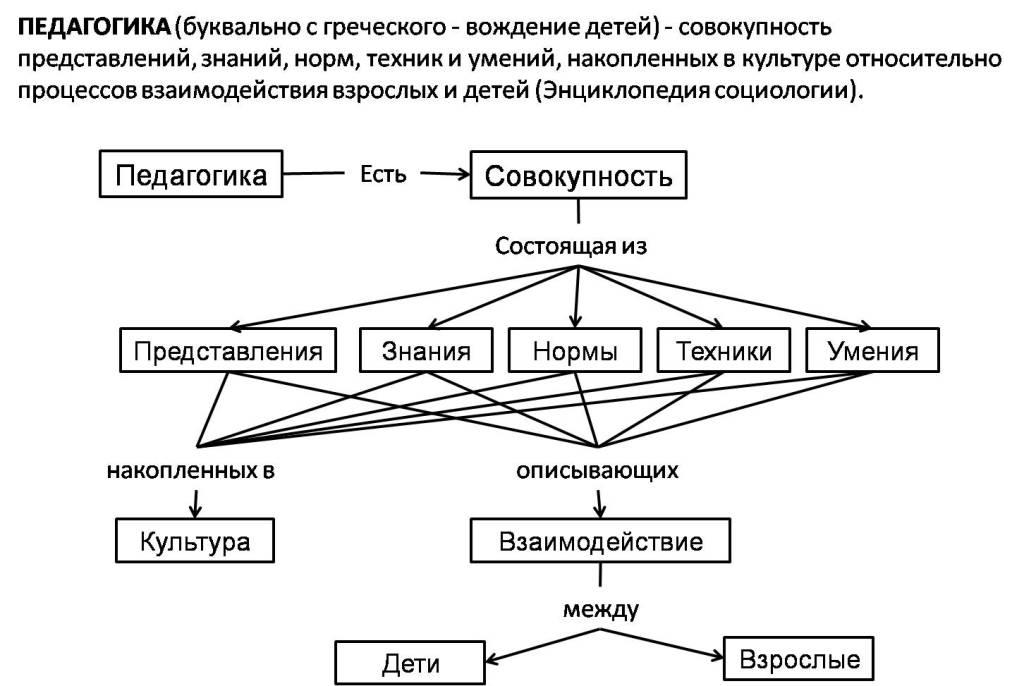 ПЕДАГОГИКА (буквально с греческого - вождение детей) - совокупность
представлений, знаний, норм, техник и умений, накопленных в культуре относительно
процессов взаимодействия взрослых и детей (Энциклопедия социологии).
Педагогика Есть Совокупность
Состоящая из
Представления Знания Нормы Техники Умения
накопленных в описывающих
Культура Взаимодействие
между
Дети Взрослые